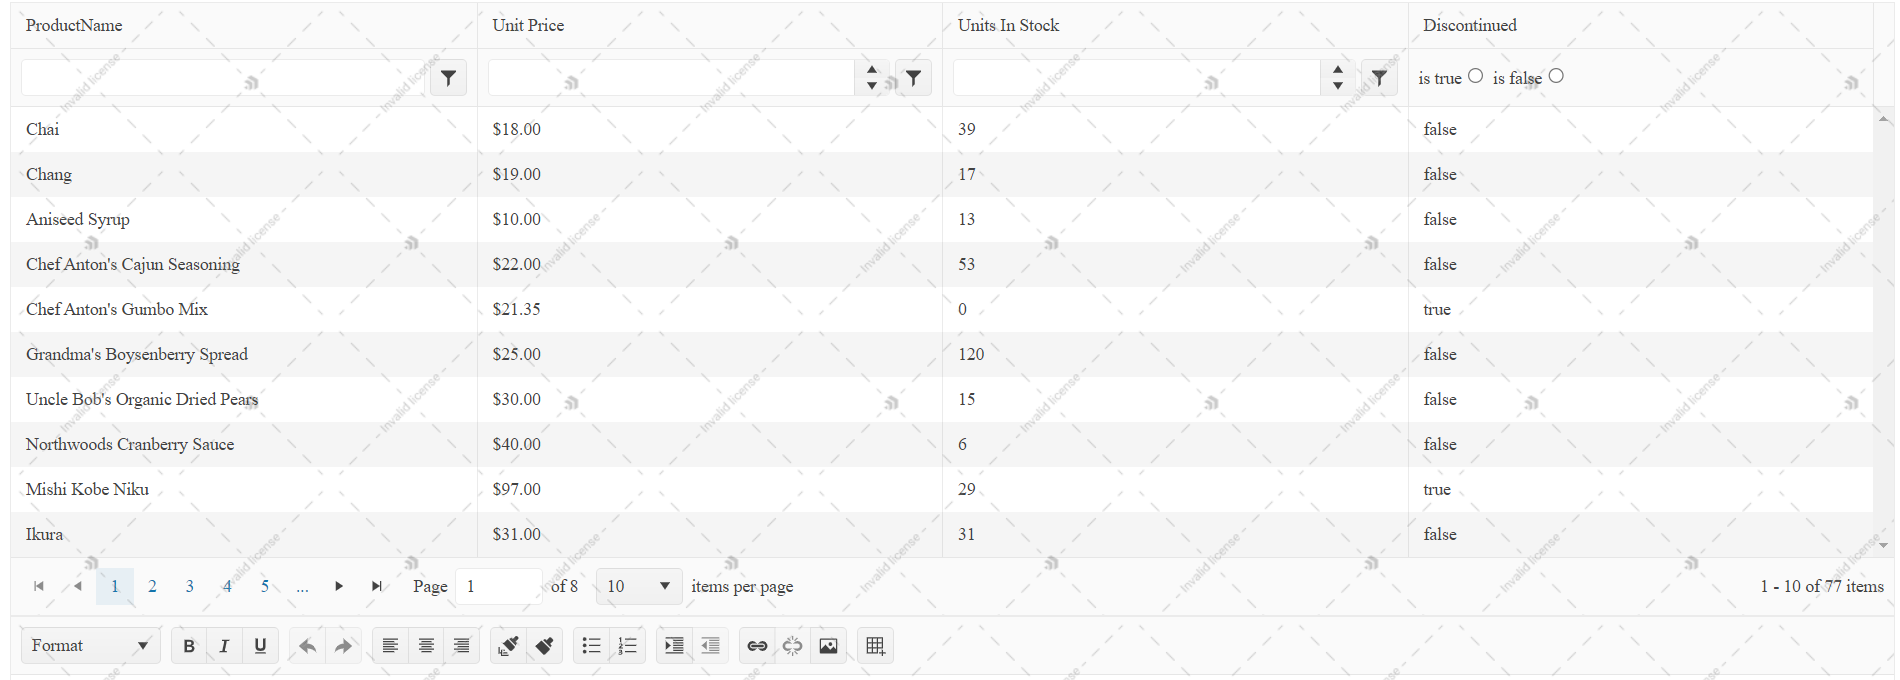 ProductName Unit Price Units In Stock Discontinued
is true is false
Chai $18.00 39 false
Chang $19.00 17 false
Aniseed Syrup $10.00 13 false
Chef Anton's Cajun Seasoning $22.00 53 false
Chef Anton's Gumbo Mix $21.35 0 true
Grandma's Boysenberry Spread $25.00 120 false
Uncle Bob's Organic Dried Pears $30.00 15 false
Northwoods Cranberry Sauce $40.00 6 false
Mishi Kobe Niku $97.00 29 true
Ikura $31.00 31 false
1 2 3 4 5 ... Page 1 of 8 10 items per page 1 - 10 of 77 items
Format B I U
Invalid license